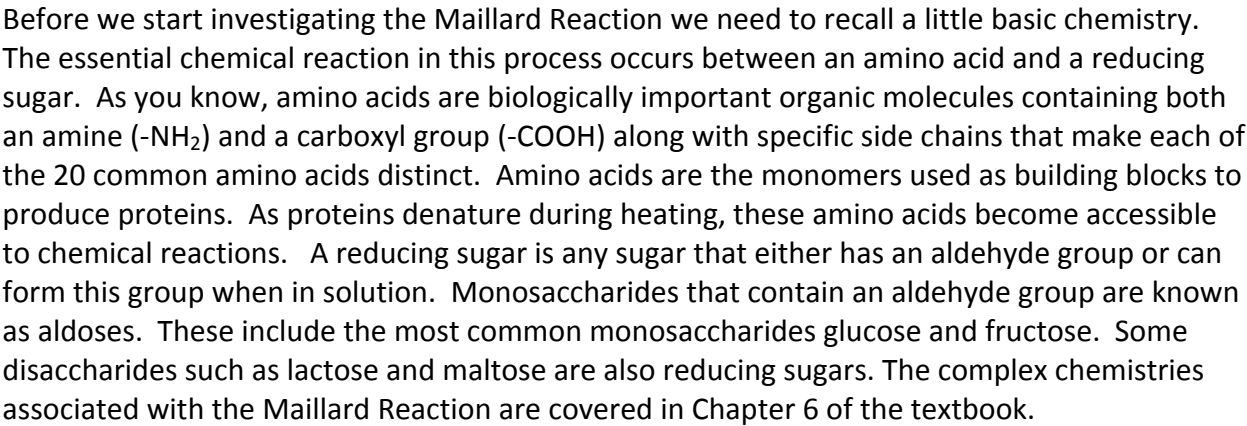 Before we start investigating the Maillard Reaction we need to recall a little basic chemistry.
The essential chemical reaction in this process occurs between an amino acid and a reducing
sugar.  As you know, amino acids are biologically important organic molecules containing both
an amine (-NH₂) and a carboxyl group (-COOH) along with specific side chains that make each of
the 20 common amino acids distinct.  Amino acids are the monomers used as building blocks to
produce proteins.  As proteins denature during heating, these amino acids become accessible
to chemical reactions.   A reducing sugar is any sugar that either has an aldehyde group or can
form this group when in solution.  Monosaccharides that contain an aldehyde group are known
as aldoses.  These include the most common monosaccharides glucose and fructose.  Some
disaccharides such as lactose and maltose are also reducing sugars. The complex chemistries
associated with the Maillard Reaction are covered in Chapter 6 of the textbook.